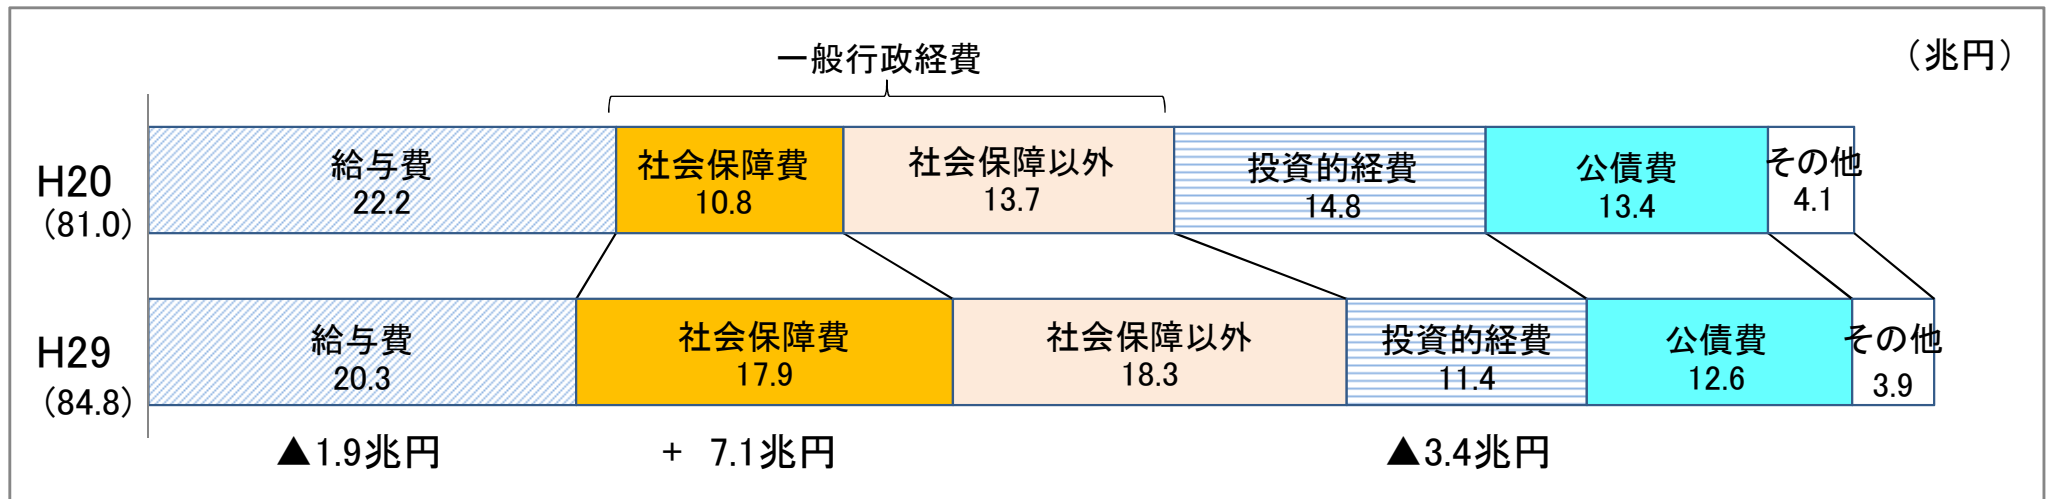 （兆円）
一般行政経費
H20
（81.0）
給与費
22.2
社会保障費
10.8
社会保障以外
13.7
投資的経費
14.8
公債費
13.4
その他
4.1
H29
（84.8）
給与費
20.3
社会保障費
17.9
社会保障以外
18.3
投資的経費
11.4
公債費
12.6
その他
3.9
▲1.9兆円
+ 7.1兆円
▲3.4兆円